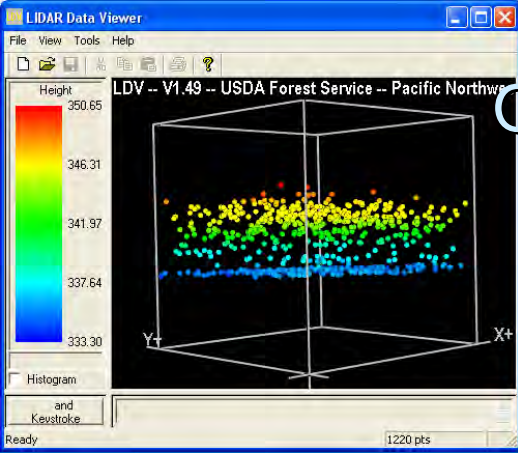 LIDAR Data Viewer
File View Tools Help
Height
LDV -- V1.49 -- USDA Forest Service -- Pacific Northwe
350.65
346.31
341.97
337.64
333.30
Y+
X+
Histogram
and
Keystroke
Ready
1220 pts